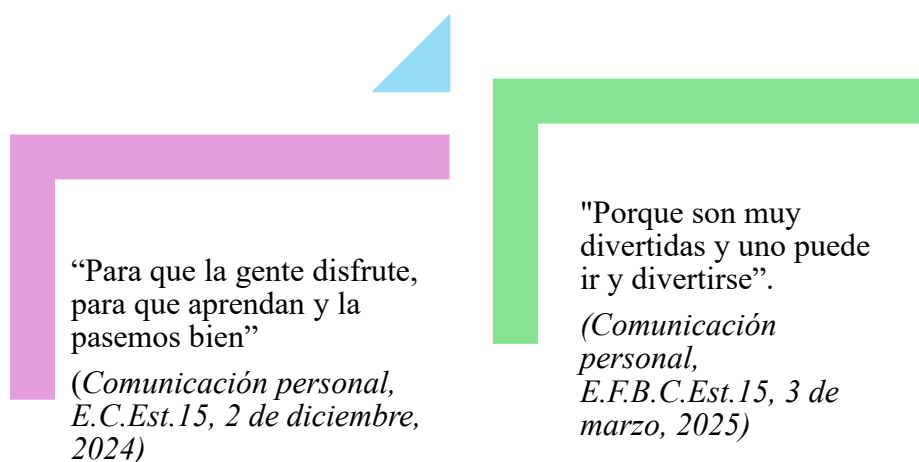 “Para que la gente disfrute,
para que aprendan y la
pasemos bien”
(Comunicación personal,
E.C.Est.15, 2 de diciembre,
2024)
"Porque son muy
divertidas y uno puede
ir y divertirse”.
(Comunicación
personal,
E.F.B.C.Est.15, 3 de
marzo, 2025)